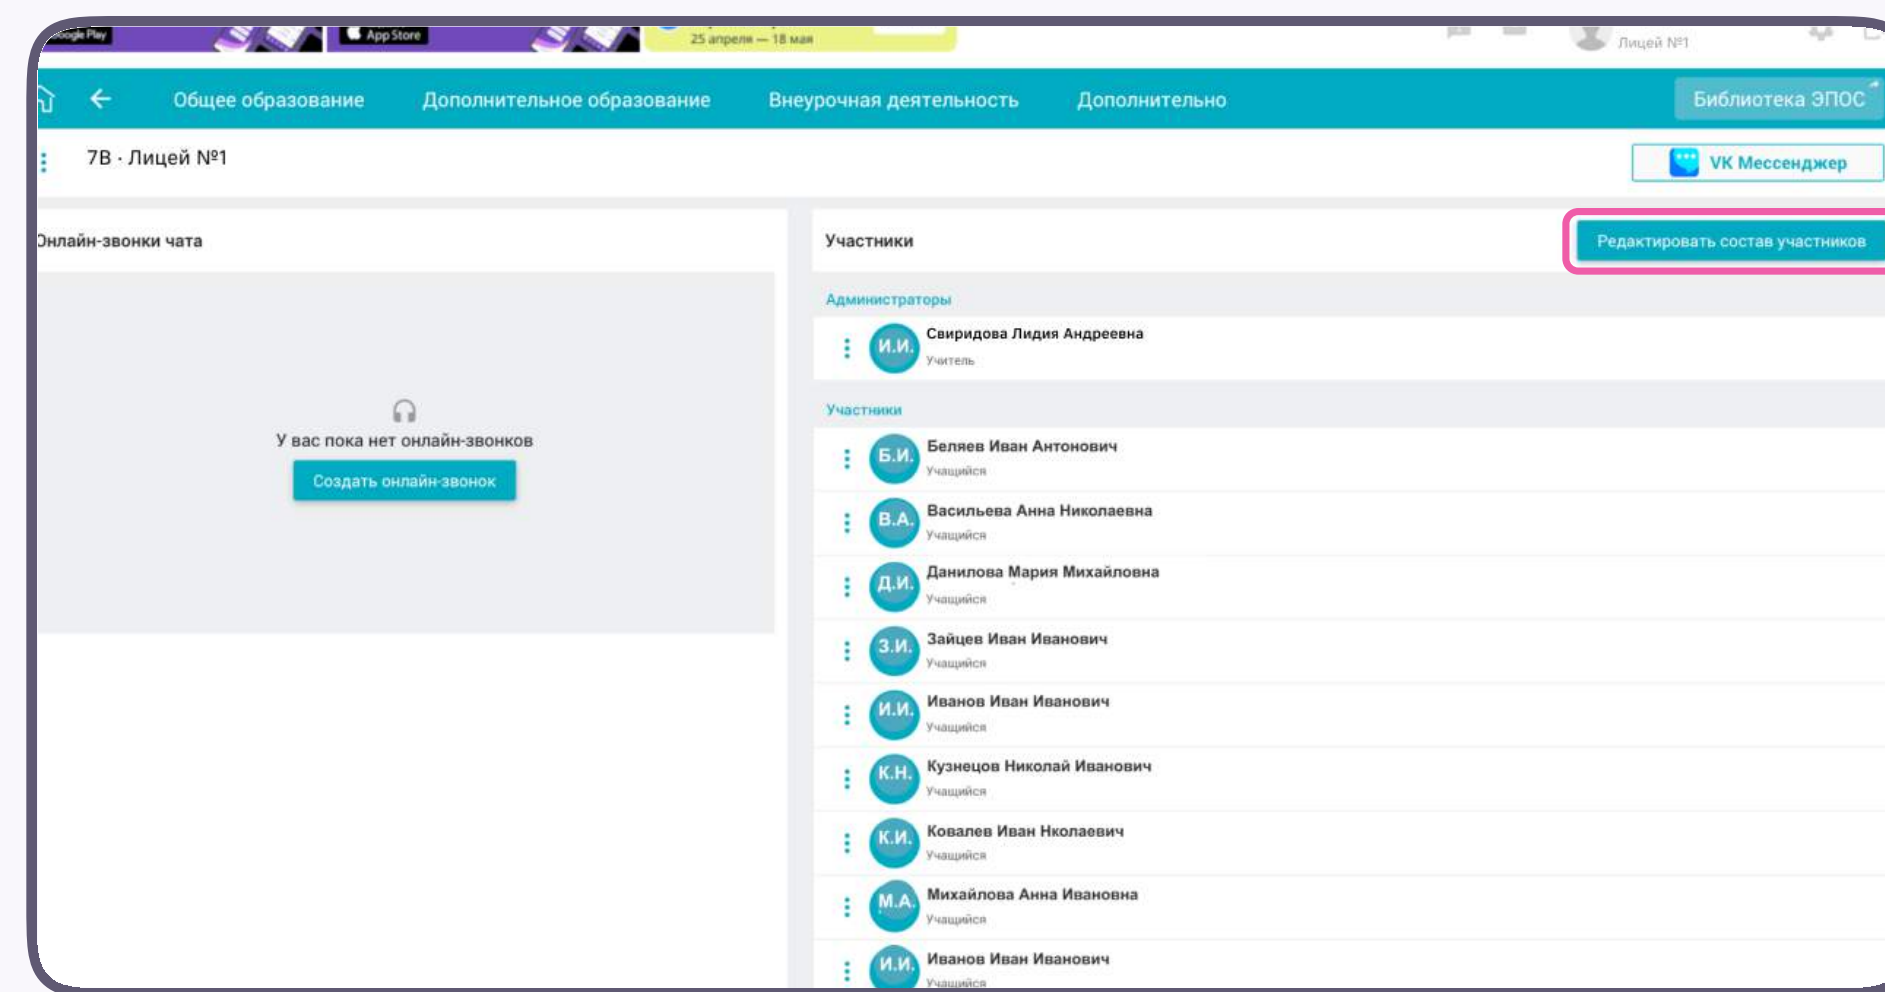 Google Play
App Store
25 апреля — 18 мая
Лицей №1
Общее образование
Дополнительное образование
Внеурочная деятельность
Дополнительно
Библиотека ЭПОС
7В · Лицей №1
VK Мессенджер
Онлайн-звонки чата
У вас пока нет онлайн-звонков
Создать онлайн-звонок
Участники
Редактировать состав участников
Администраторы
И.И.
Свиридова Лидия Андреевна
Учитель
Участники
Б.И.
Беляев Иван Антонович
Учащийся
В.А.
Васильева Анна Николаевна
Учащийся
Д.И.
Данилова Мария Михайловна
Учащийся
З.И.
Зайцев Иван Иванович
Учащийся
И.И.
Иванов Иван Иванович
Учащийся
К.Н.
Кузнецов Николай Иванович
Учащийся
К.И.
Ковалев Иван Нколаевич
Учащийся
М.А.
Михайлова Анна Ивановна
Учащийся
И.И.
Иванов Иван Иванович
Учащийся